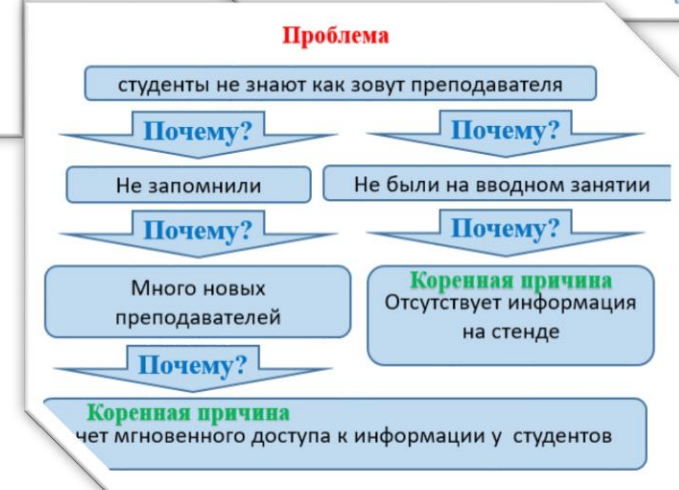 Проблема
студенты не знают как зовут преподавателя
Почему? Почему?
Не запомнили Не были на вводном занятии
Почему? Почему?
Много новых
преподавателей
Коренная причина
Отсутствует информация
на стенде
Почему?
Коренная причина
нет мгновенного доступа к информации у студентов